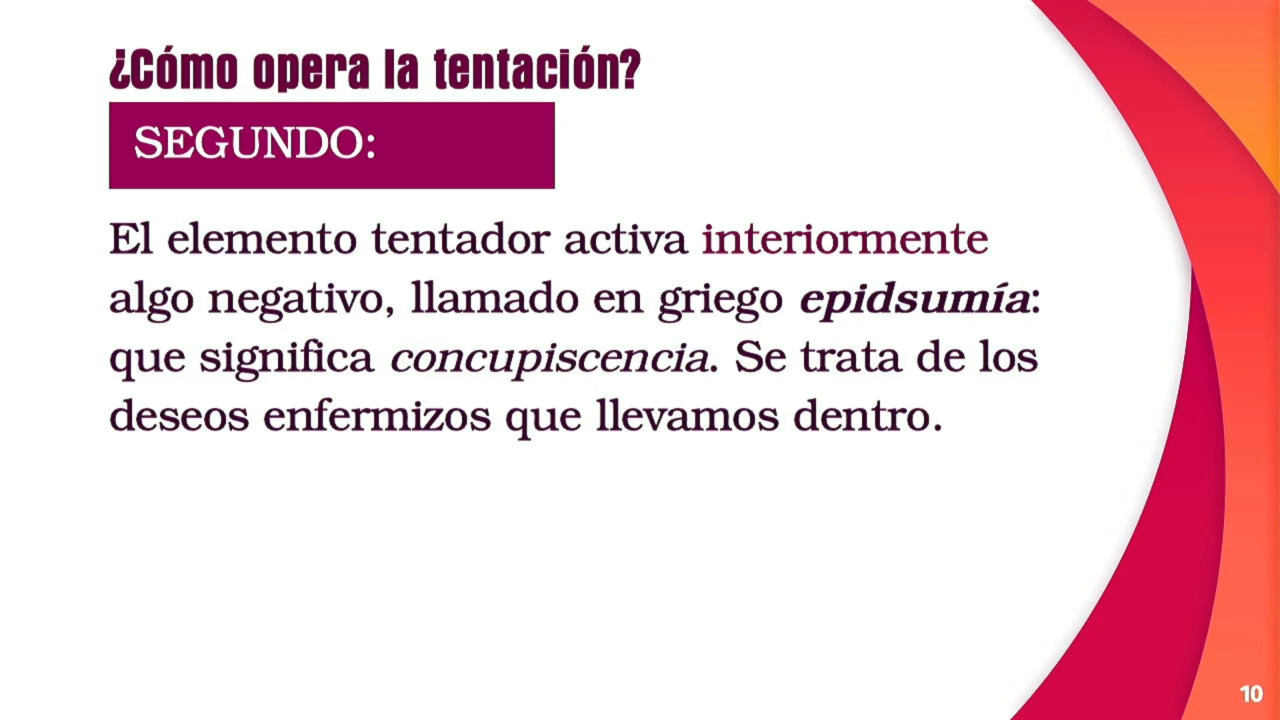 ¿Cómo opera la tentación?
SEGUNDO:
El elemento tentador activa interiormente
algo negativo, llamado en griego epidsumía:
que significa concupiscencia. Se trata de los
deseos enfermizos que llevamos dentro.
10